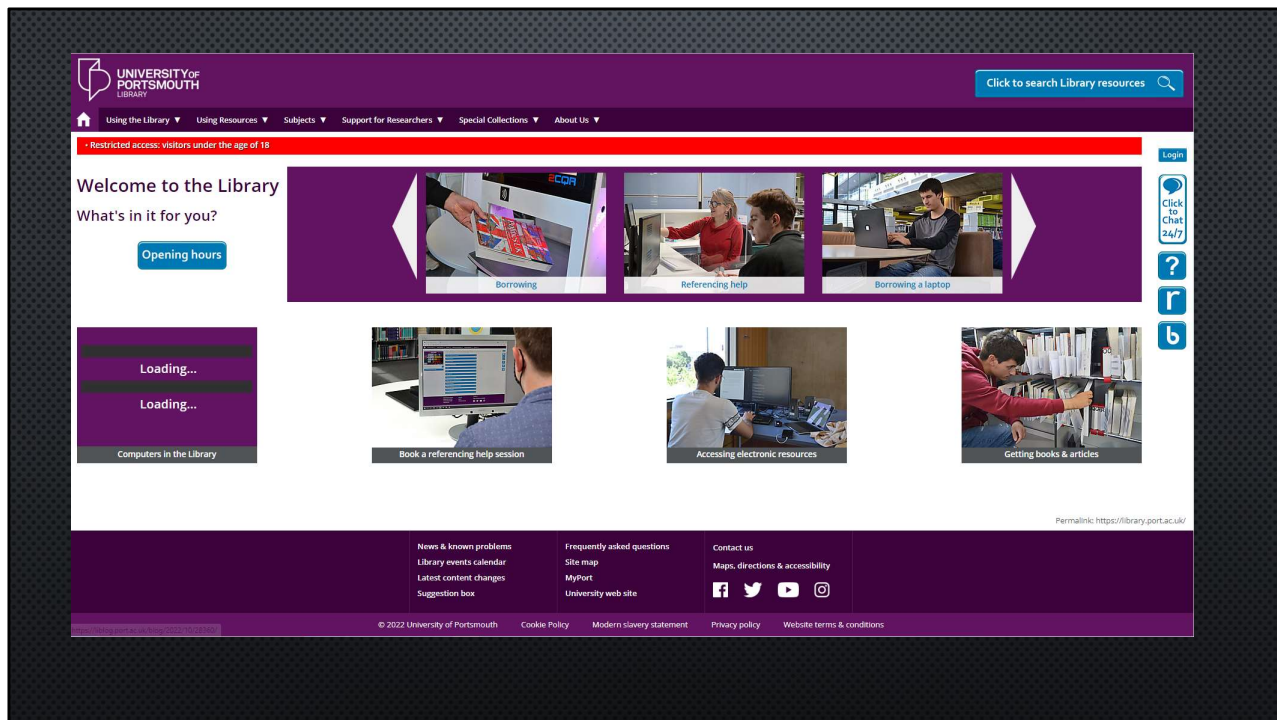 UNIVERSITY OF
PORTSMOUTH
LIBRARY
Click to search Library resources
Using the Library ▼ Using Resources ▼ Subjects ▼ Support for Researchers ▼ Special Collections ▼ About Us ▼
• Restricted access: visitors under the age of 18
Login
Welcome to the Library
What's in it for you?
Opening hours
Borrowing
Referencing help
Borrowing a laptop
Click
to
Chat
24/7
?
r
b
Loading...
Loading...
Computers in the Library
Book a referencing help session
Accessing electronic resources
Getting books & articles
Permalink: https://library.port.ac.uk/
News & known problems
Library events calendar
Latest content changes
Suggestion box
Frequently asked questions
Site map
MyPort
University web site
Contact us
Maps, directions & accessibility
© 2022 University of Portsmouth Cookie Policy Modern slavery statement Privacy policy Website terms & conditions